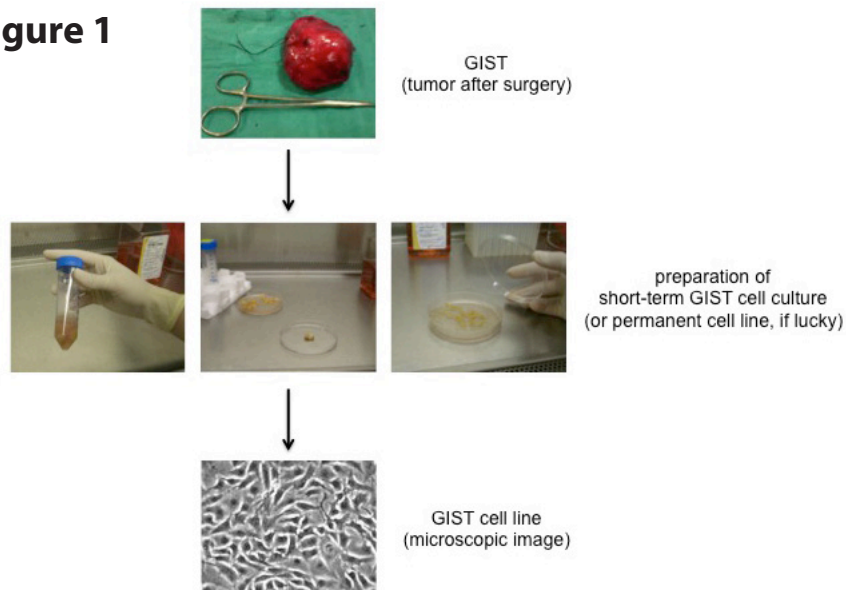 gure 1
GIST
(tumor after surgery)
preparation of
short-term GIST cell culture
(or permanent cell line, if lucky)
GIST cell line
(microscopic image)